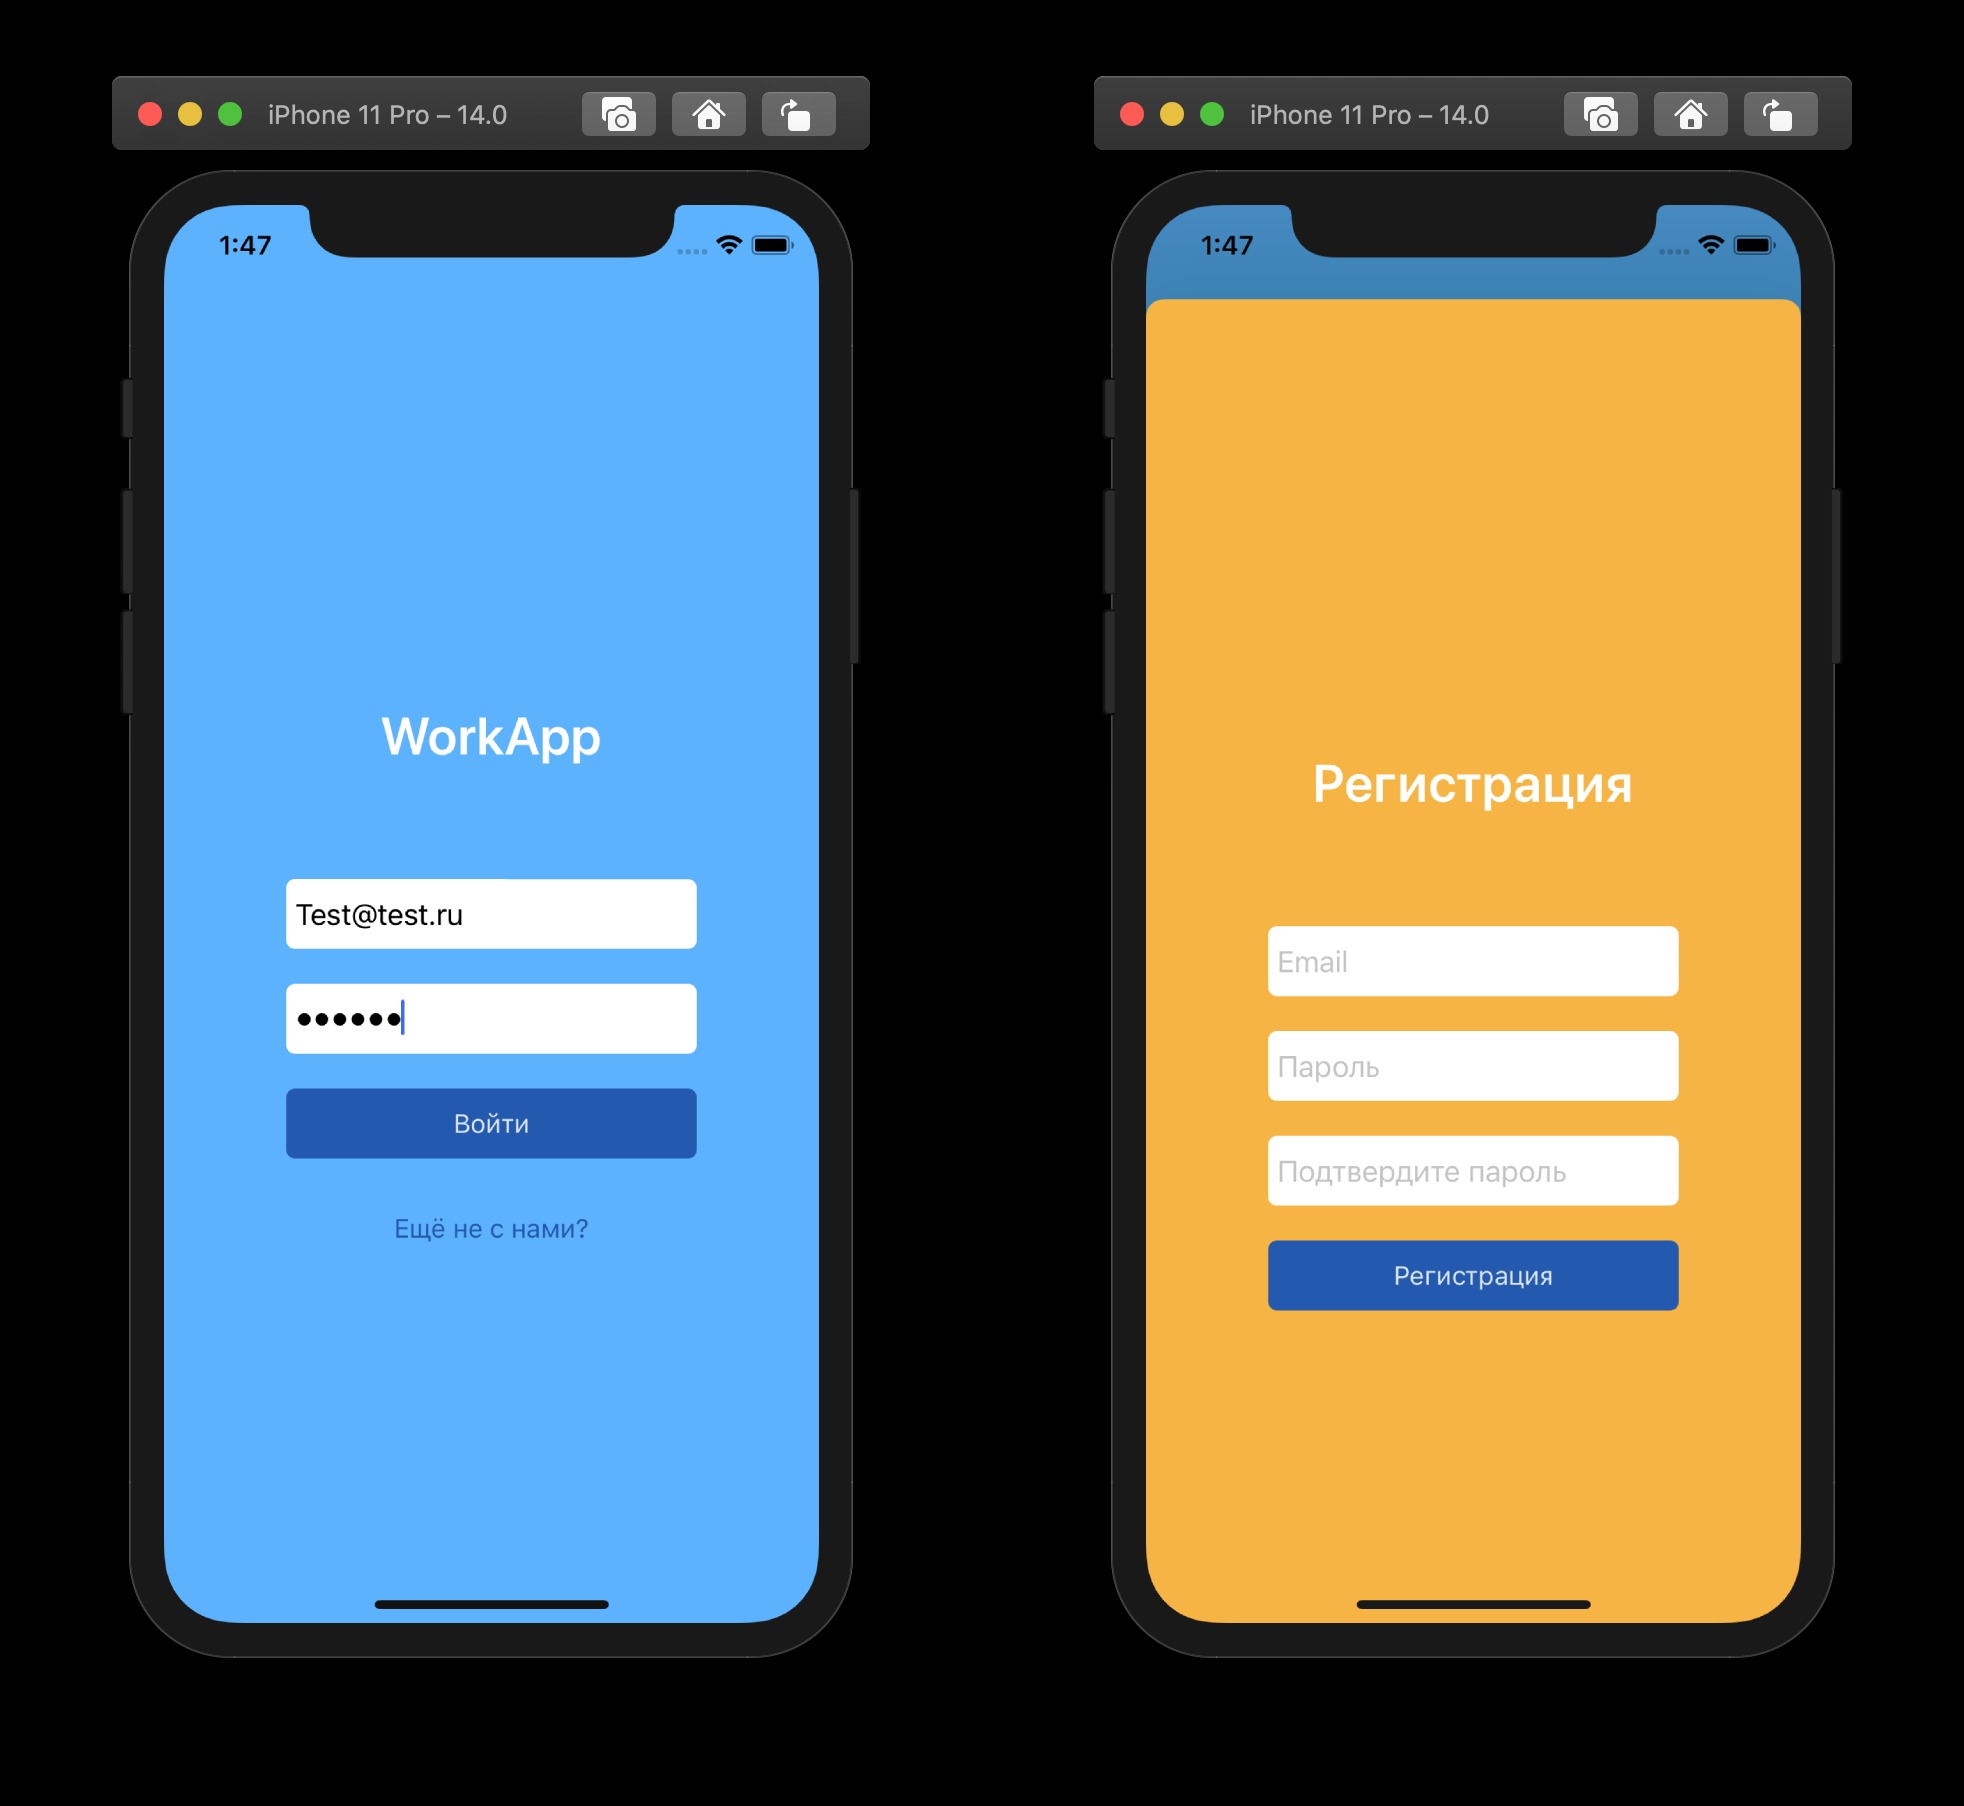 iPhone 11 Pro – 14.0
1:47
WorkApp
Test@test.ru
••••••
Войти
Ещё не с нами?
iPhone 11 Pro – 14.0
1:47
Регистрация
Email
Пароль
Подтвердите пароль
Регистрация